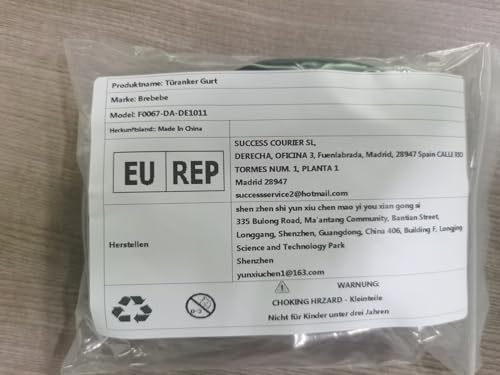 Produktname: Türanker Gurt
Marke: Brebebe
Model: F0067-DA-DE1011
Herkunftsland:: Made In China
EU REP
SUCCESS COURIER SL,
DERECHA, OFICINA 3, Fuenlabrada, Madrid, 28947 Spain CALLE RIO
TORMES NUM. 1, PLANTA 1
Madrid 28947
successservice2@hotmail.com
Herstellen
shen zhen shi yun xiu chen mao yi you xian gong si
335 Bulong Road, Ma'antang Community, Bantian Street,
Longgang, Shenzhen, Guangdong, China 406, Building F, Longjing
Science and Technology Park
Shenzhen
yunxiuchen1@163.com
0-3
WARNUNG:
CHOKING HRZARD - Kleinteile
Nicht für Kinder unter drei Jahren